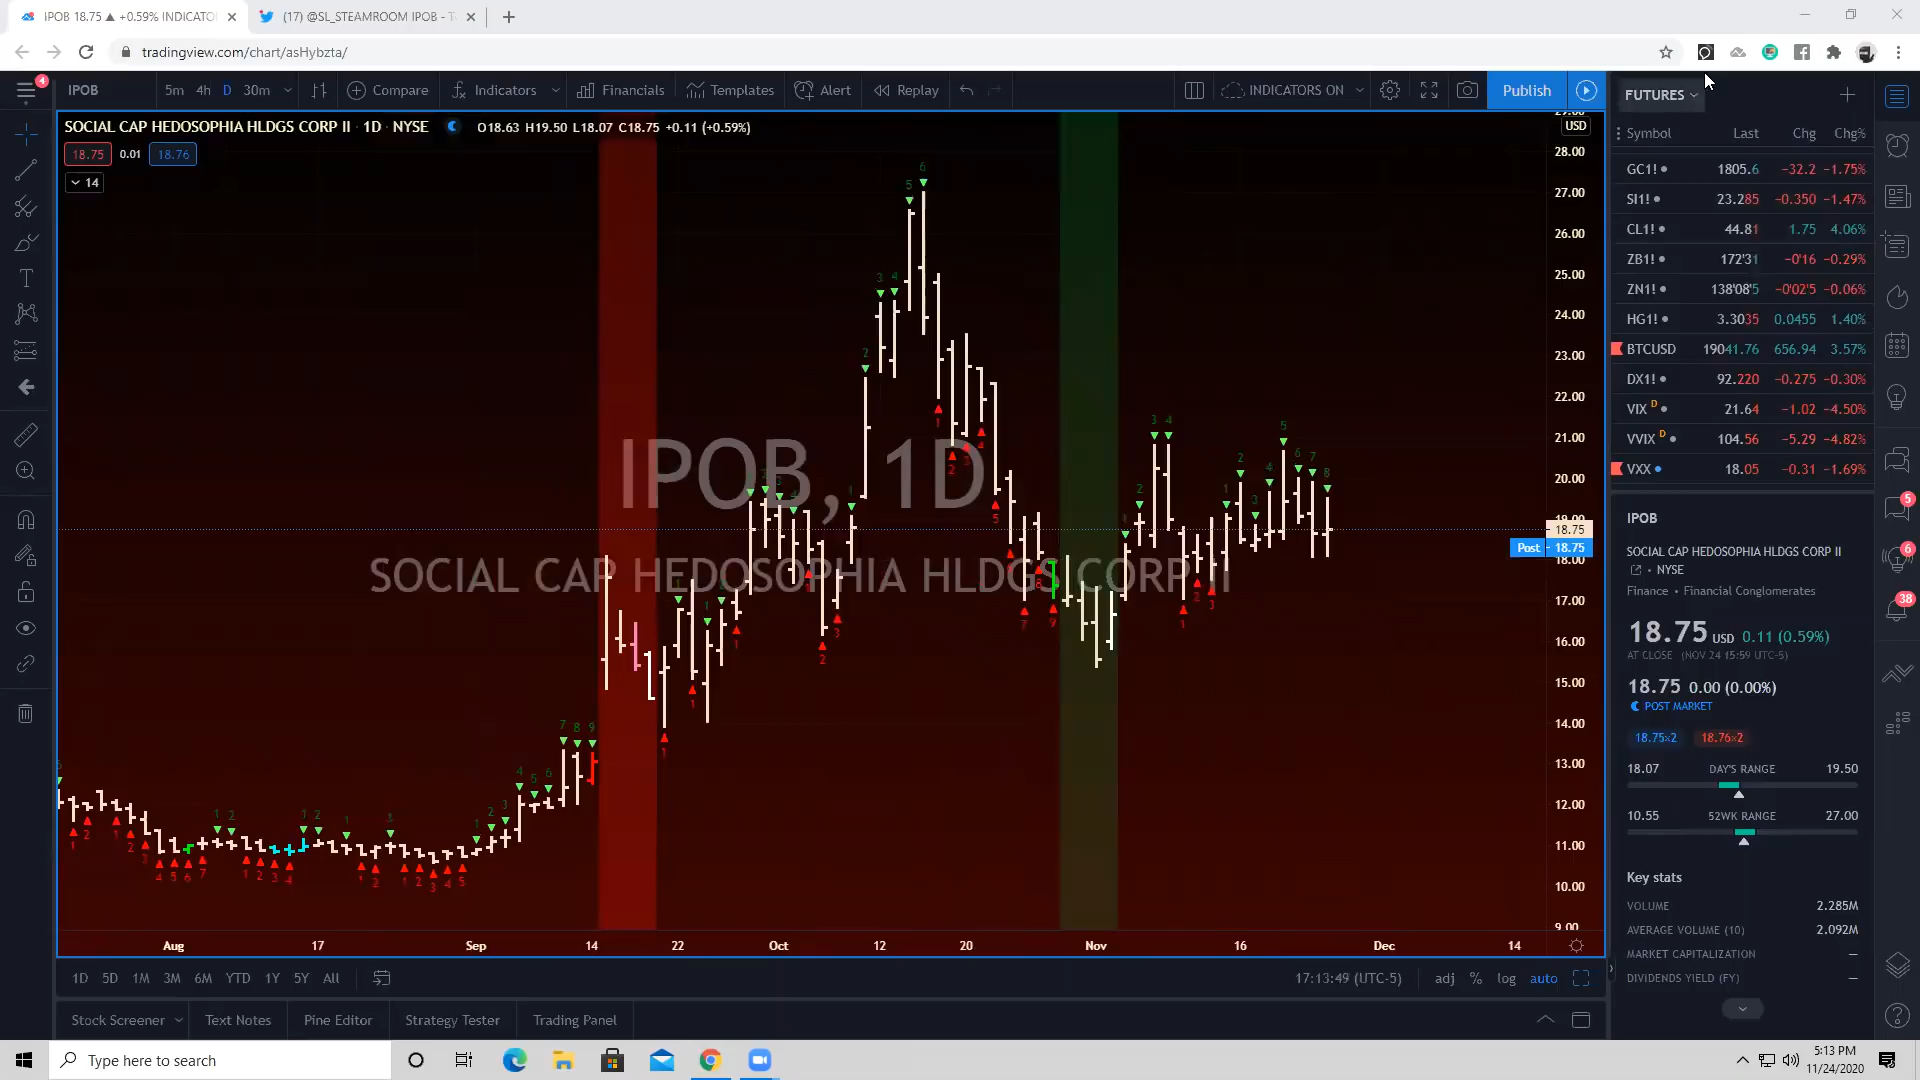 IPOB 18.75 ▲ +0.59% INDICATO
(17) @SL_STEAMROOM IPOB - T
tradingview.com/chart/asHybzta/
4
IPOB 5m 4h D 30m Compare Indicators Financials Templates Alert Replay INDICATORS ON Publish
SOCIAL CAP HEDOSOPHIA HLDGS CORP II · 1D · NYSE O18.63 H19.50 L18.07 C18.75 +0.11 (+0.59%)
18.75 0.01 18.76
14
IPOB, 1D
SOCIAL CAP HEDOSOPHIA HLDGS CORP II
USD
28.00
27.00
26.00
25.00
24.00
23.00
22.00
21.00
20.00
19.00
18.75
Post 18.75
18.00
17.00
16.00
15.00
14.00
13.00
12.00
11.00
10.00
9.00
Aug 17 Sep 14 22 Oct 12 20 Nov 16 Dec 14
1D 5D 1M 3M 6M YTD 1Y 5Y All 17:13:49 (UTC-5) adj % log auto
Stock Screener Text Notes Pine Editor Strategy Tester Trading Panel
FUTURES
Symbol Last Chg Chg%
GC1! 1805.6 −32.2 −1.75%
SI1! 23.285 −0.350 −1.47%
CL1! 44.81 1.75 4.06%
ZB1! 172'31 −0'16 −0.29%
ZN1! 138'08'5 −0'02'5 −0.06%
HG1! 3.3035 0.0455 1.40%
BTCUSD 19041.76 656.94 3.57%
DX1! 92.220 −0.275 −0.30%
VIX D 21.64 −1.02 −4.50%
VVIX D 104.56 −5.29 −4.82%
VXX 18.05 −0.31 −1.69%
IPOB
SOCIAL CAP HEDOSOPHIA HLDGS CORP II
• NYSE
Finance • Financial Conglomerates
18.75 USD 0.11 (0.59%)
AT CLOSE (NOV 24 15:59 UTC-5)
18.75 0.00 (0.00%)
POST MARKET
18.75×2 18.76×2
18.07 DAY'S RANGE 19.50
10.55 52WK RANGE 27.00
Key stats
VOLUME 2.285M
AVERAGE VOLUME (10) 2.092M
MARKET CAPITALIZATION —
DIVIDENDS YIELD (FY) —
5
6
38
Type here to search
5:13 PM
11/24/2020